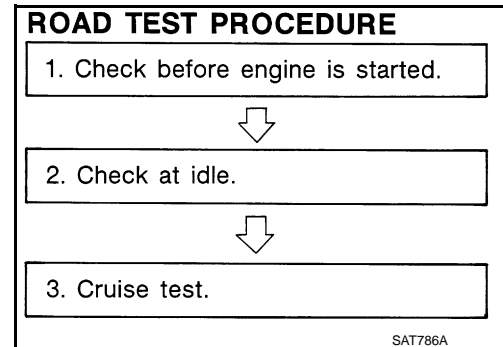 ROAD TEST PROCEDURE
1. Check before engine is started.
2. Check at idle.
3. Cruise test.
SAT786A